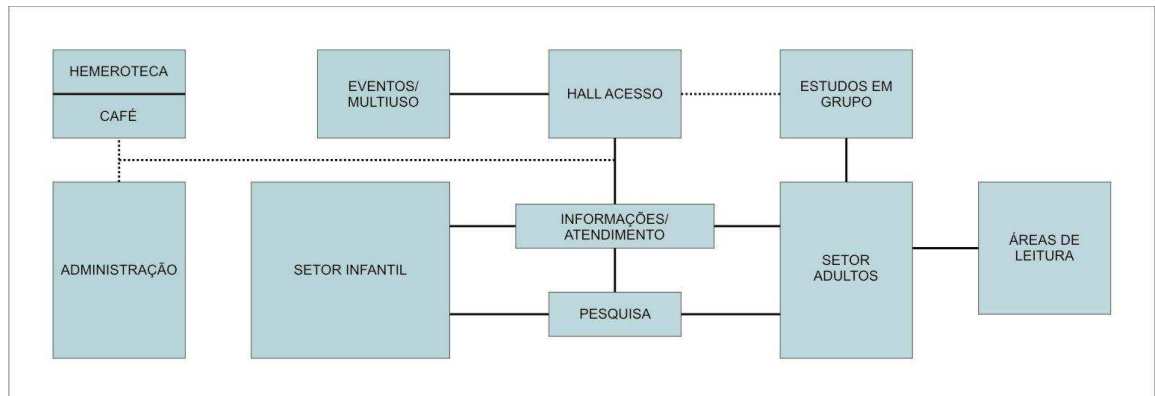 HEMEROTECA
CAFÉ
EVENTOS/
MULTIUSO
HALL ACESSO
ESTUDOS EM
GRUPO
ADMINISTRAÇÃO
SETOR INFANTIL
INFORMAÇÕES/
ATENDIMENTO
PESQUISA
SETOR
ADULTOS
ÁREAS DE
LEITURA